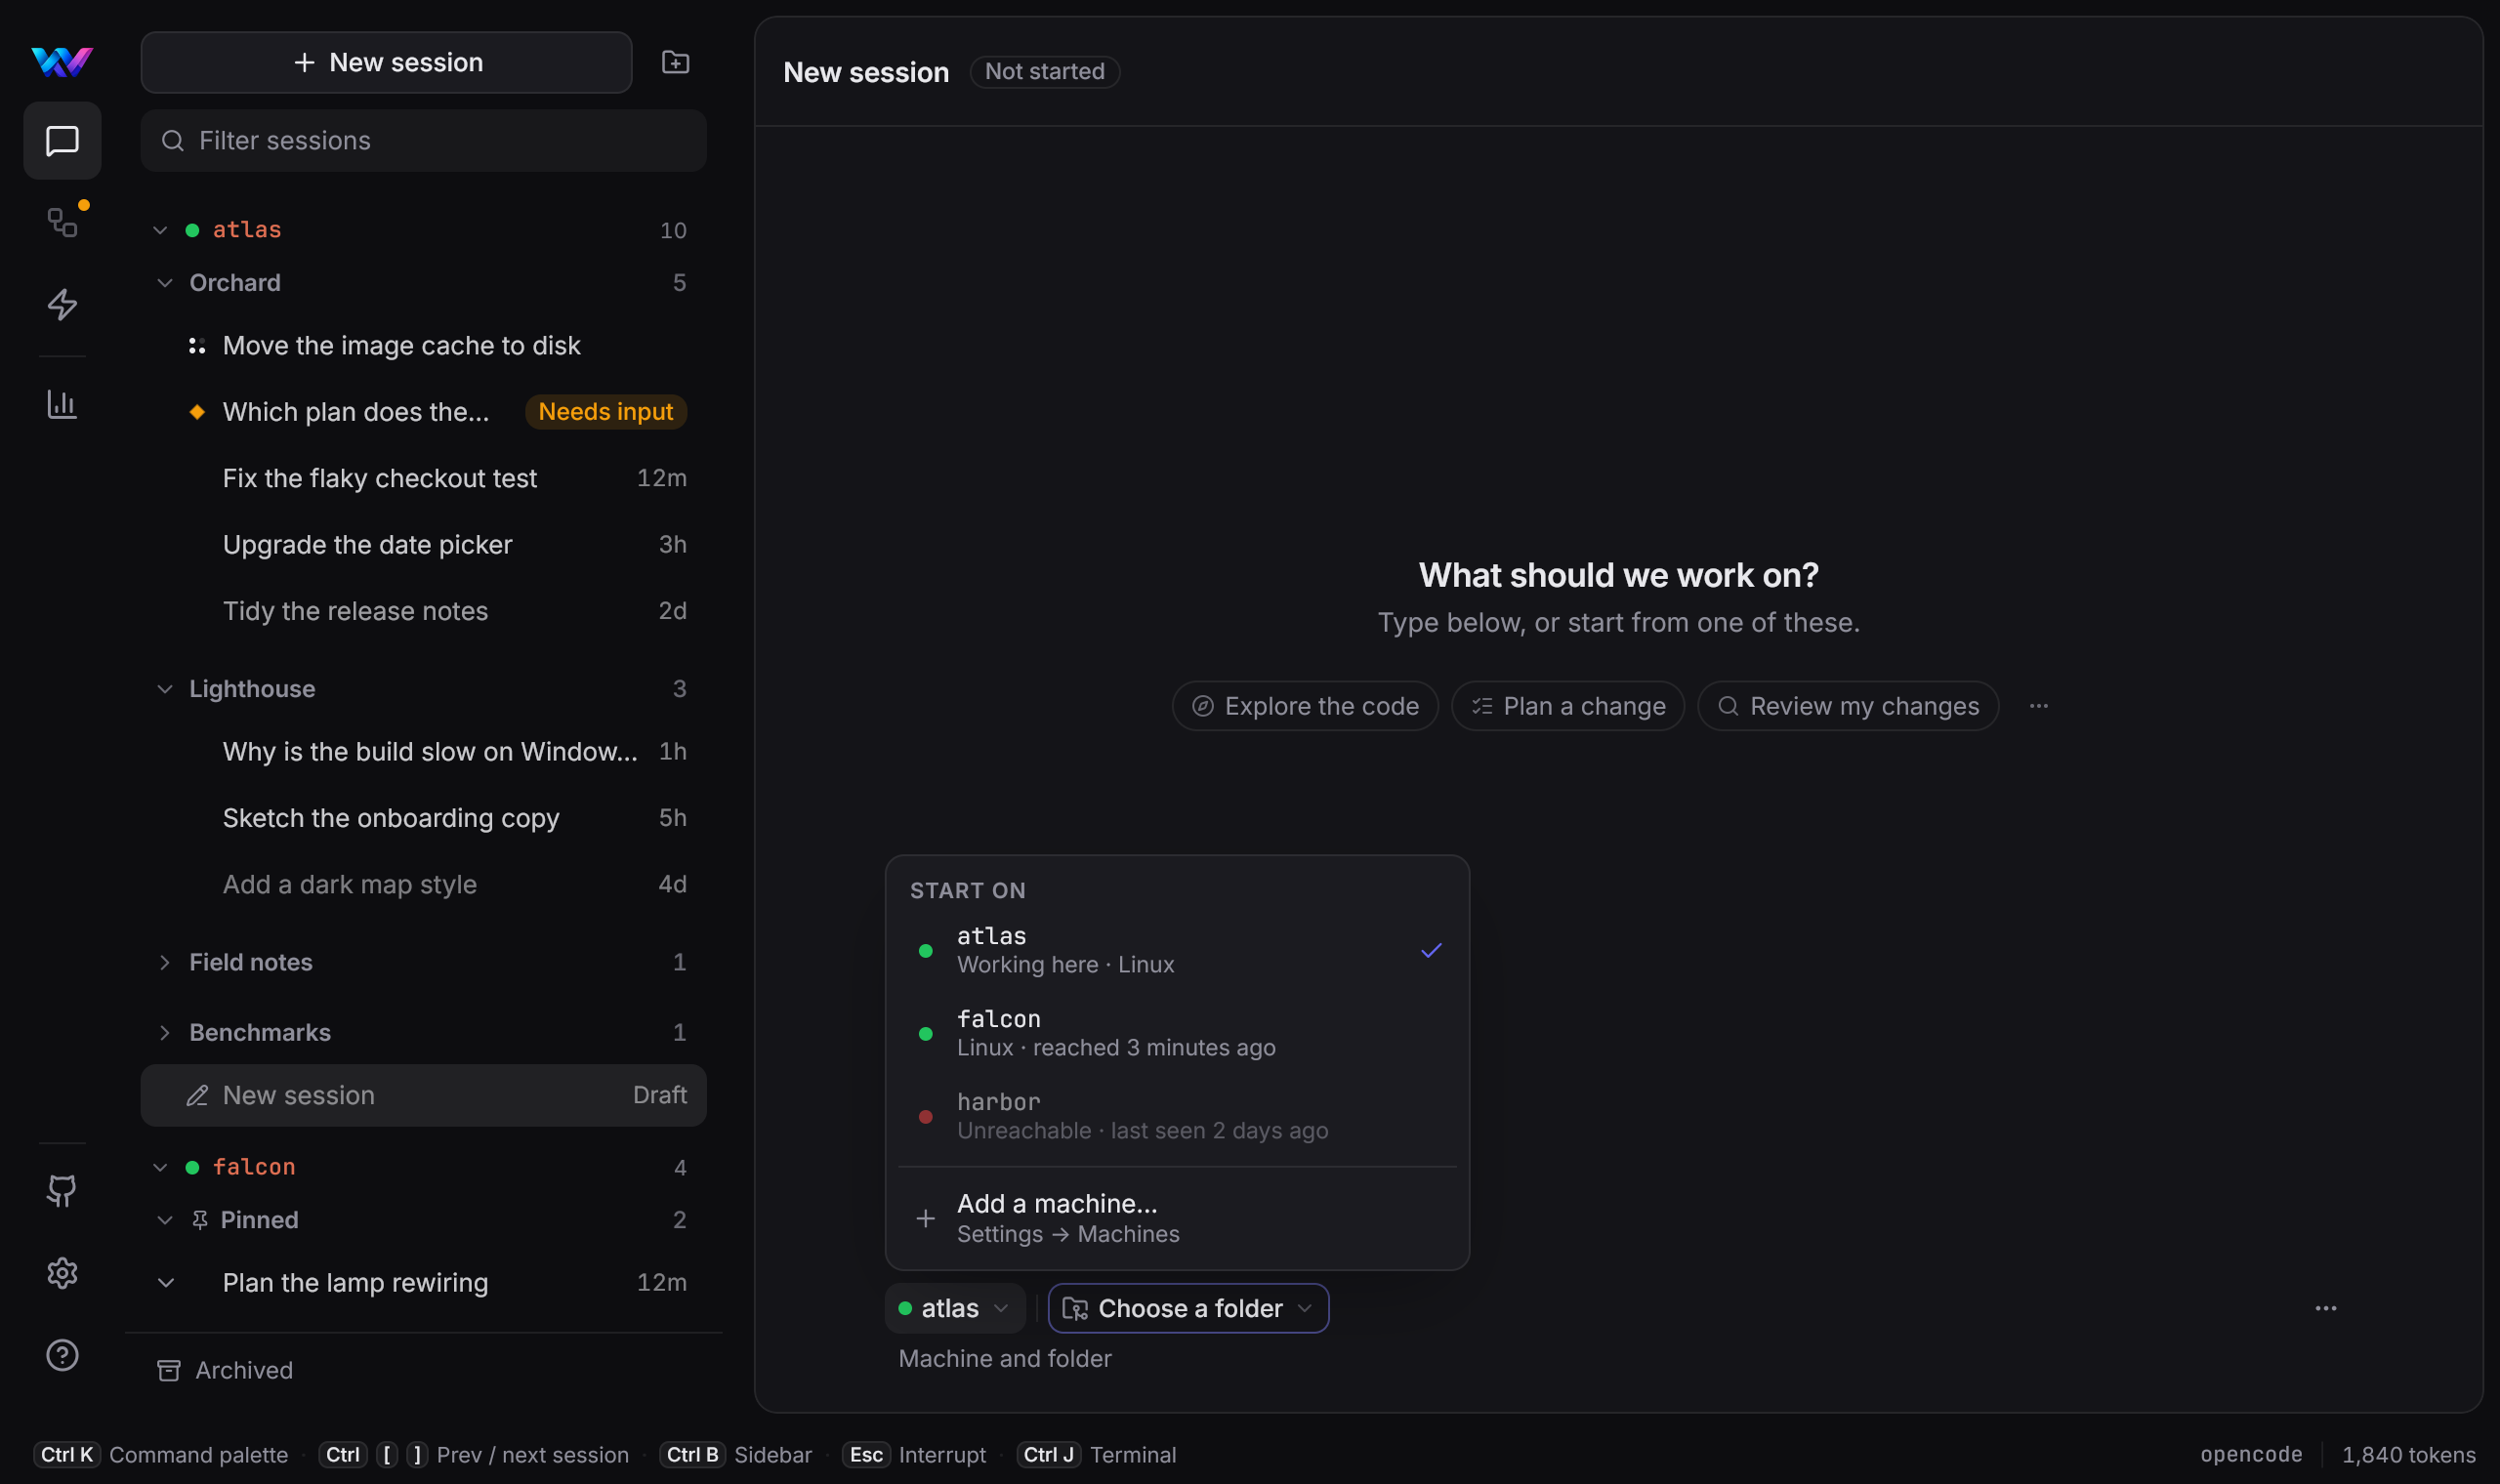 New session
Filter sessions
atlas 10
Orchard 5
Move the image cache to disk
Which plan does the... Needs input
Fix the flaky checkout test 12m
Upgrade the date picker 3h
Tidy the release notes 2d
Lighthouse 3
Why is the build slow on Window... 1h
Sketch the onboarding copy 5h
Add a dark map style 4d
Field notes 1
Benchmarks 1
New session Draft
falcon 4
Pinned 2
Plan the lamp rewiring 12m
Archived
New session Not started
What should we work on?
Type below, or start from one of these.
Explore the code Plan a change Review my changes
START ON
atlas
Working here · Linux
falcon
Linux · reached 3 minutes ago
harbor
Unreachable · last seen 2 days ago
Add a machine...
Settings → Machines
atlas Choose a folder
Machine and folder
Ctrl K Command palette · Ctrl [ ] Prev / next session · Ctrl B Sidebar · Esc Interrupt · Ctrl J Terminal
opencode 1,840 tokens